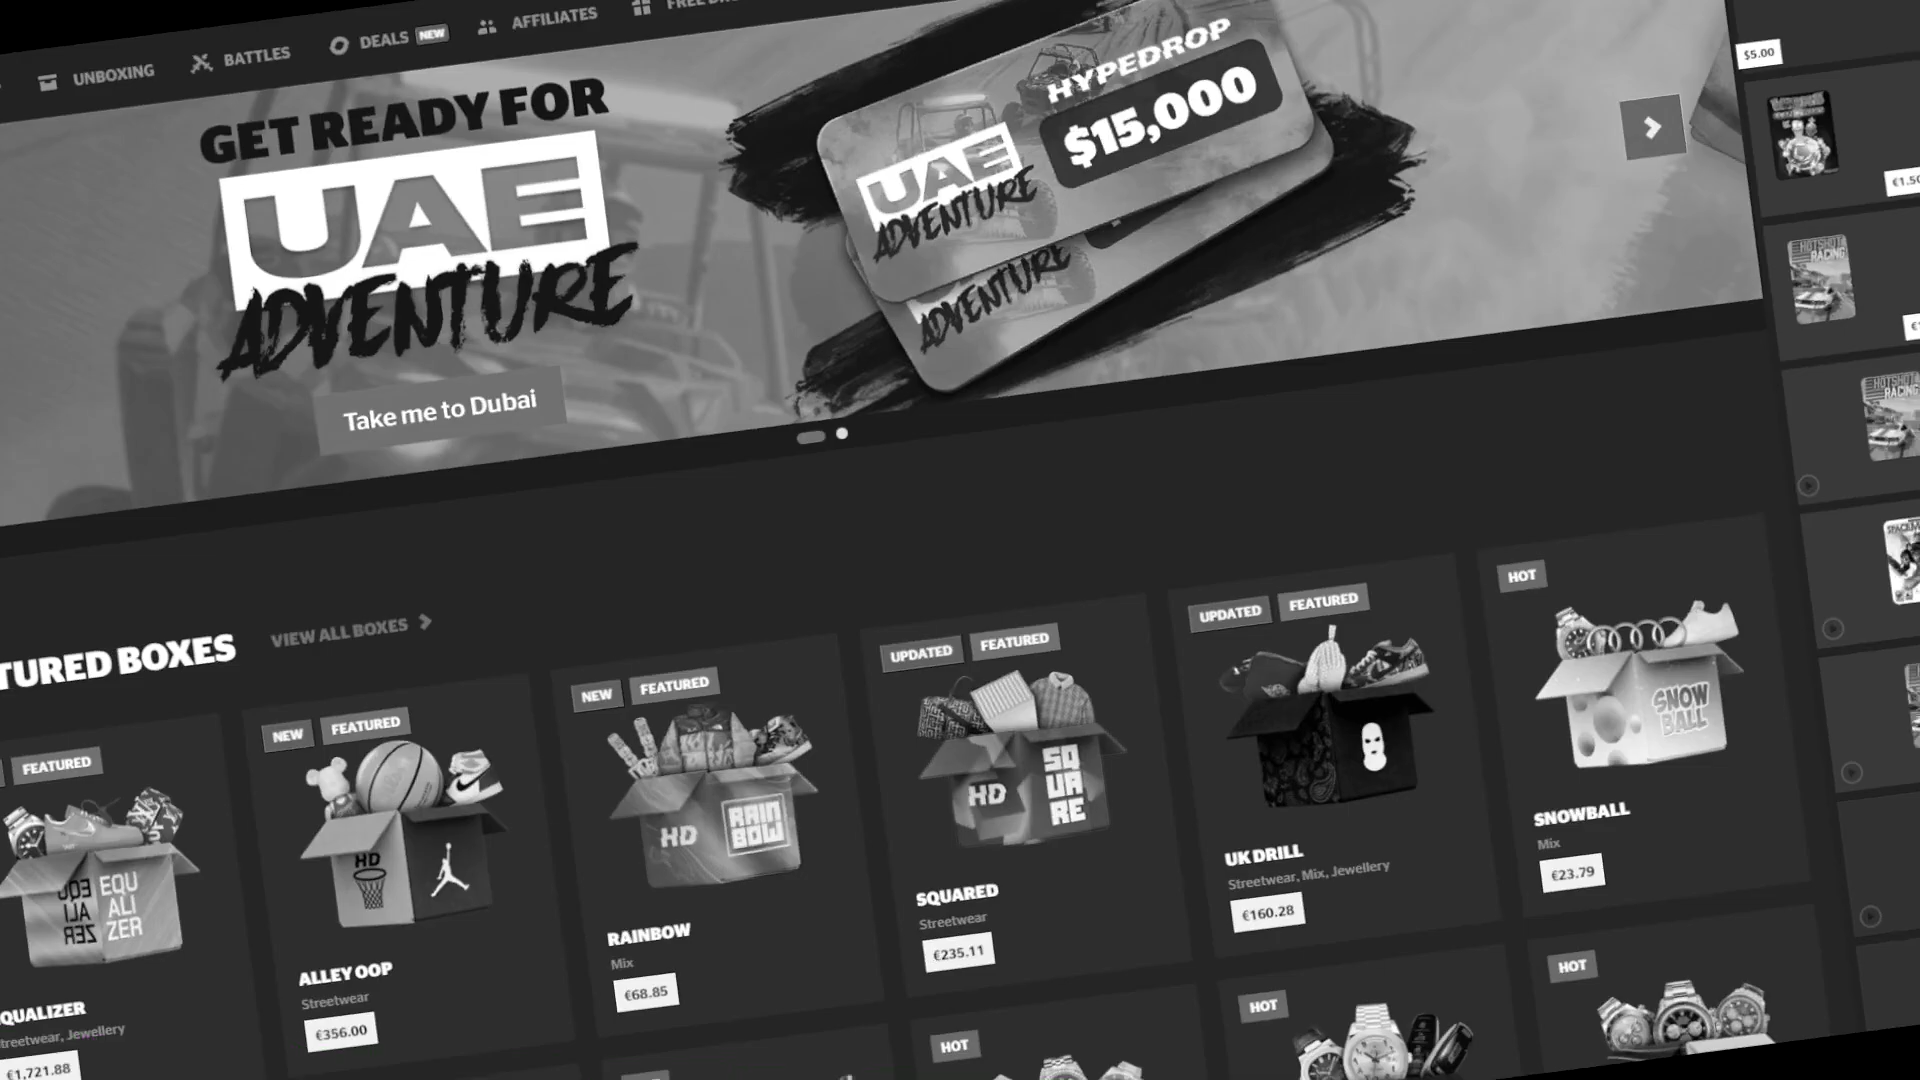 UNBOXING
BATTLES
DEALS NEW
AFFILIATES
GET READY FOR
UAE
ADVENTURE
Take me to Dubai
HYPEDROP
$15,000
UAE
ADVENTURE
ADVENTURE
$5.00
HOTSHOT
RACING
HOTSHOT
RACING
TURED BOXES
VIEW ALL BOXES
FEATURED
EQU
ALI
ZER
QUALIZER
treetwear, Jewellery
€1,721.88
NEW FEATURED
HD
ALLEY OOP
Streetwear
€356.00
NEW FEATURED
HD
RAIN
BOW
RAINBOW
Mix
€68.85
UPDATED FEATURED
HD
SQ
UA
RE
SQUARED
Streetwear
€235.11
UPDATED FEATURED
UK DRILL
Streetwear, Mix, Jewellery
€160.28
HOT
SNOW
BALL
SNOWBALL
Mix
€23.79
HOT
HOT
HOT